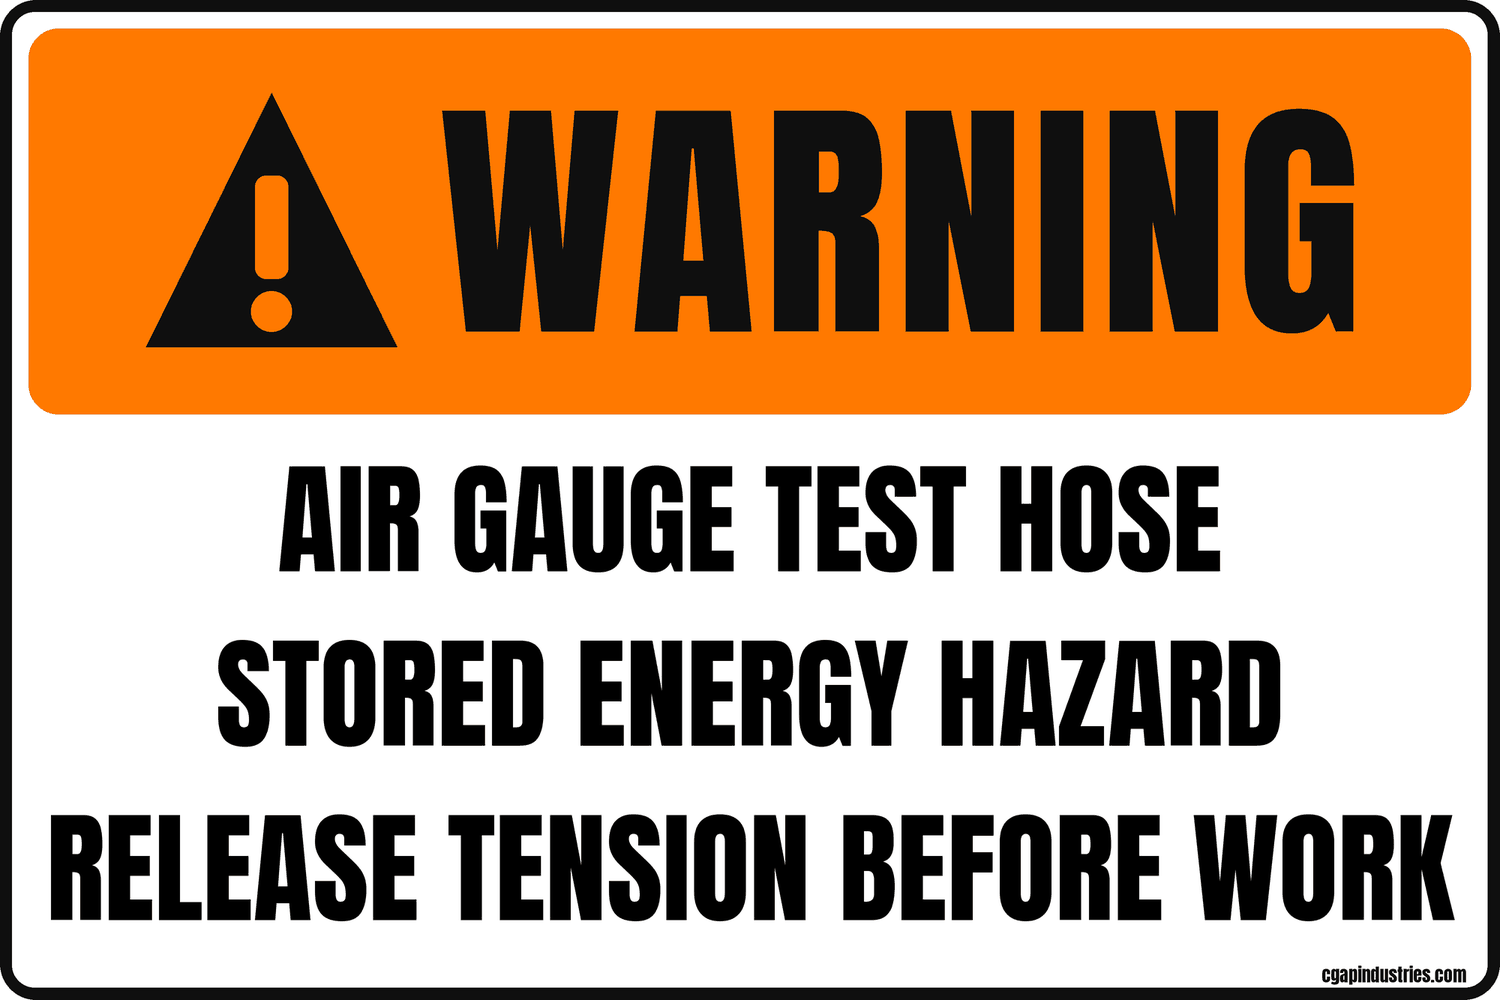 WARNING
AIR GAUGE TEST HOSE
STORED ENERGY HAZARD
RELEASE TENSION BEFORE WORK
cgapindustries.com